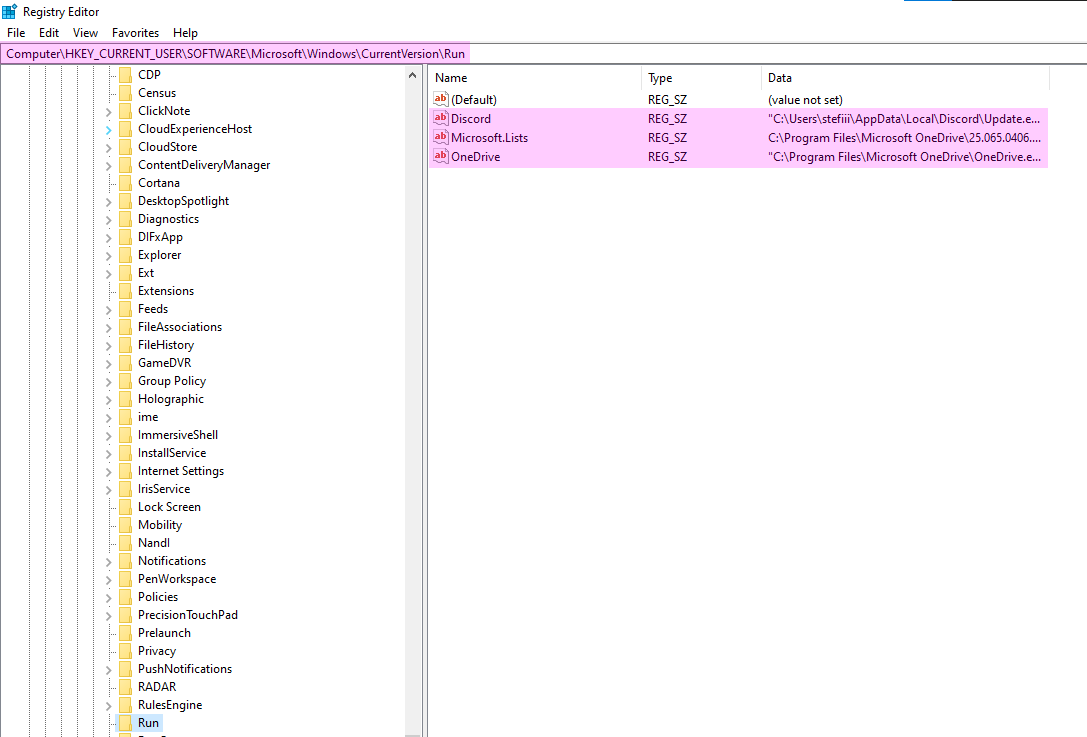 Registry Editor
File Edit View Favorites Help
Computer\HKEY_CURRENT_USER\SOFTWARE\Microsoft\Windows\CurrentVersion\Run
CDP
Census
ClickNote
CloudExperienceHost
CloudStore
ContentDeliveryManager
Cortana
DesktopSpotlight
Diagnostics
DIFxApp
Explorer
Ext
Extensions
Feeds
FileAssociations
FileHistory
GameDVR
Group Policy
Holographic
ime
ImmersiveShell
InstallService
Internet Settings
IrisService
Lock Screen
Mobility
Nandl
Notifications
PenWorkspace
Policies
PrecisionTouchPad
Prelaunch
Privacy
PushNotifications
RADAR
RulesEngine
Run
Name Type Data
ab (Default) REG_SZ (value not set)
ab Discord REG_SZ "C:\Users\stefiii\AppData\Local\Discord\Update.e...
ab Microsoft.Lists REG_SZ C:\Program Files\Microsoft OneDrive\25.065.0406....
ab OneDrive REG_SZ "C:\Program Files\Microsoft OneDrive\OneDrive.e...